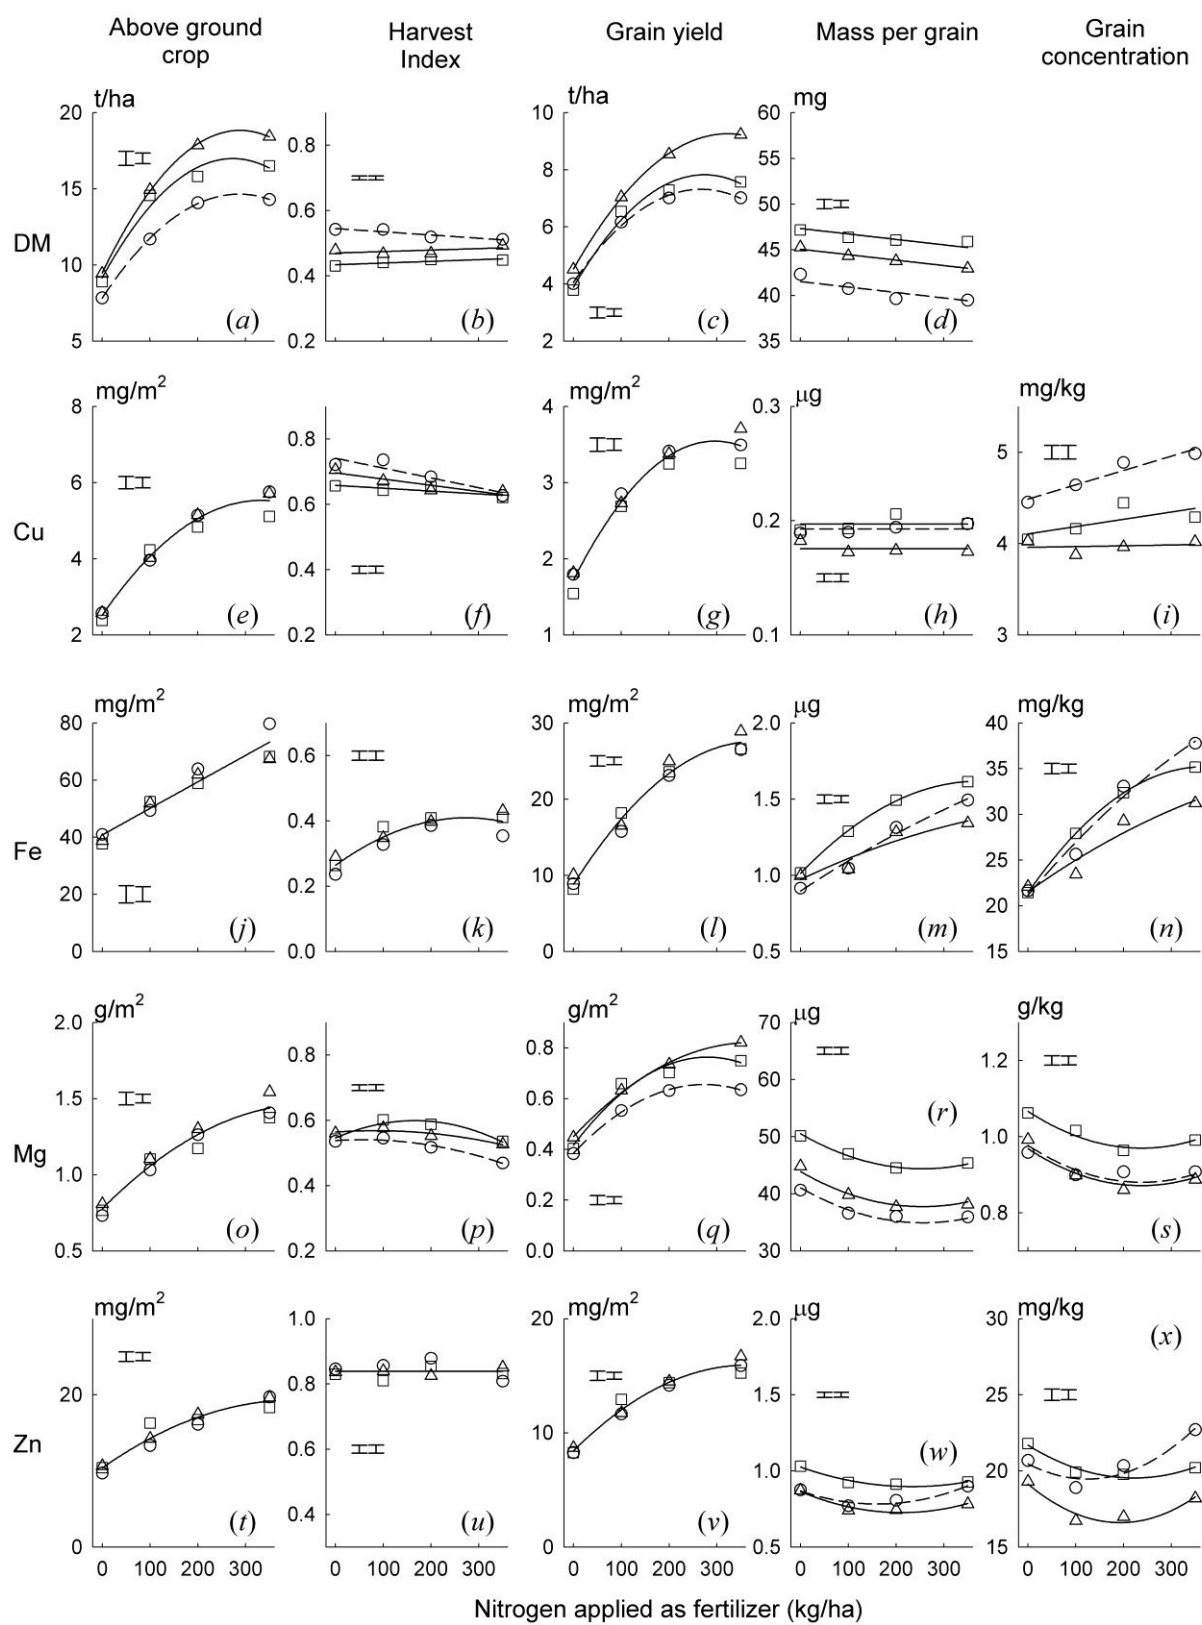 Above ground crop
Harvest Index
Grain yield
Mass per grain
Grain concentration
DM
t/ha
20
15
10
5
(a)
0.8
0.6
0.4
0.2
(b)
t/ha
10
8
6
4
2
(c)
mg
60
55
50
45
40
35
(d)
Cu
mg/m²
8
6
4
2
(e)
0.8
0.6
0.4
0.2
(f)
mg/m²
4
3
2
1
(g)
µg
0.3
0.2
0.1
(h)
mg/kg
5
4
3
(i)
Fe
mg/m²
80
60
40
20
0
(j)
0.6
0.4
0.2
0.0
(k)
mg/m²
30
20
10
0
(l)
µg
2.0
1.5
1.0
0.5
(m)
mg/kg
40
35
30
25
20
15
(n)
Mg
g/m²
2.0
1.5
1.0
0.5
(o)
0.8
0.6
0.4
0.2
(p)
g/m²
0.8
0.6
0.4
0.2
0.0
(q)
µg
70
60
50
40
30
(r)
g/kg
1.2
1.0
0.8
(s)
Zn
mg/m²
20
0
(t)
1.0
0.8
0.6
0.4
(u)
mg/m²
20
10
0
(v)
µg
2.0
1.5
1.0
0.5
(w)
mg/kg
30
25
20
15
(x)
0 100 200 300
0 100 200 300
0 100 200 300
0 100 200 300
0 100 200 300
Nitrogen applied as fertilizer (kg/ha)